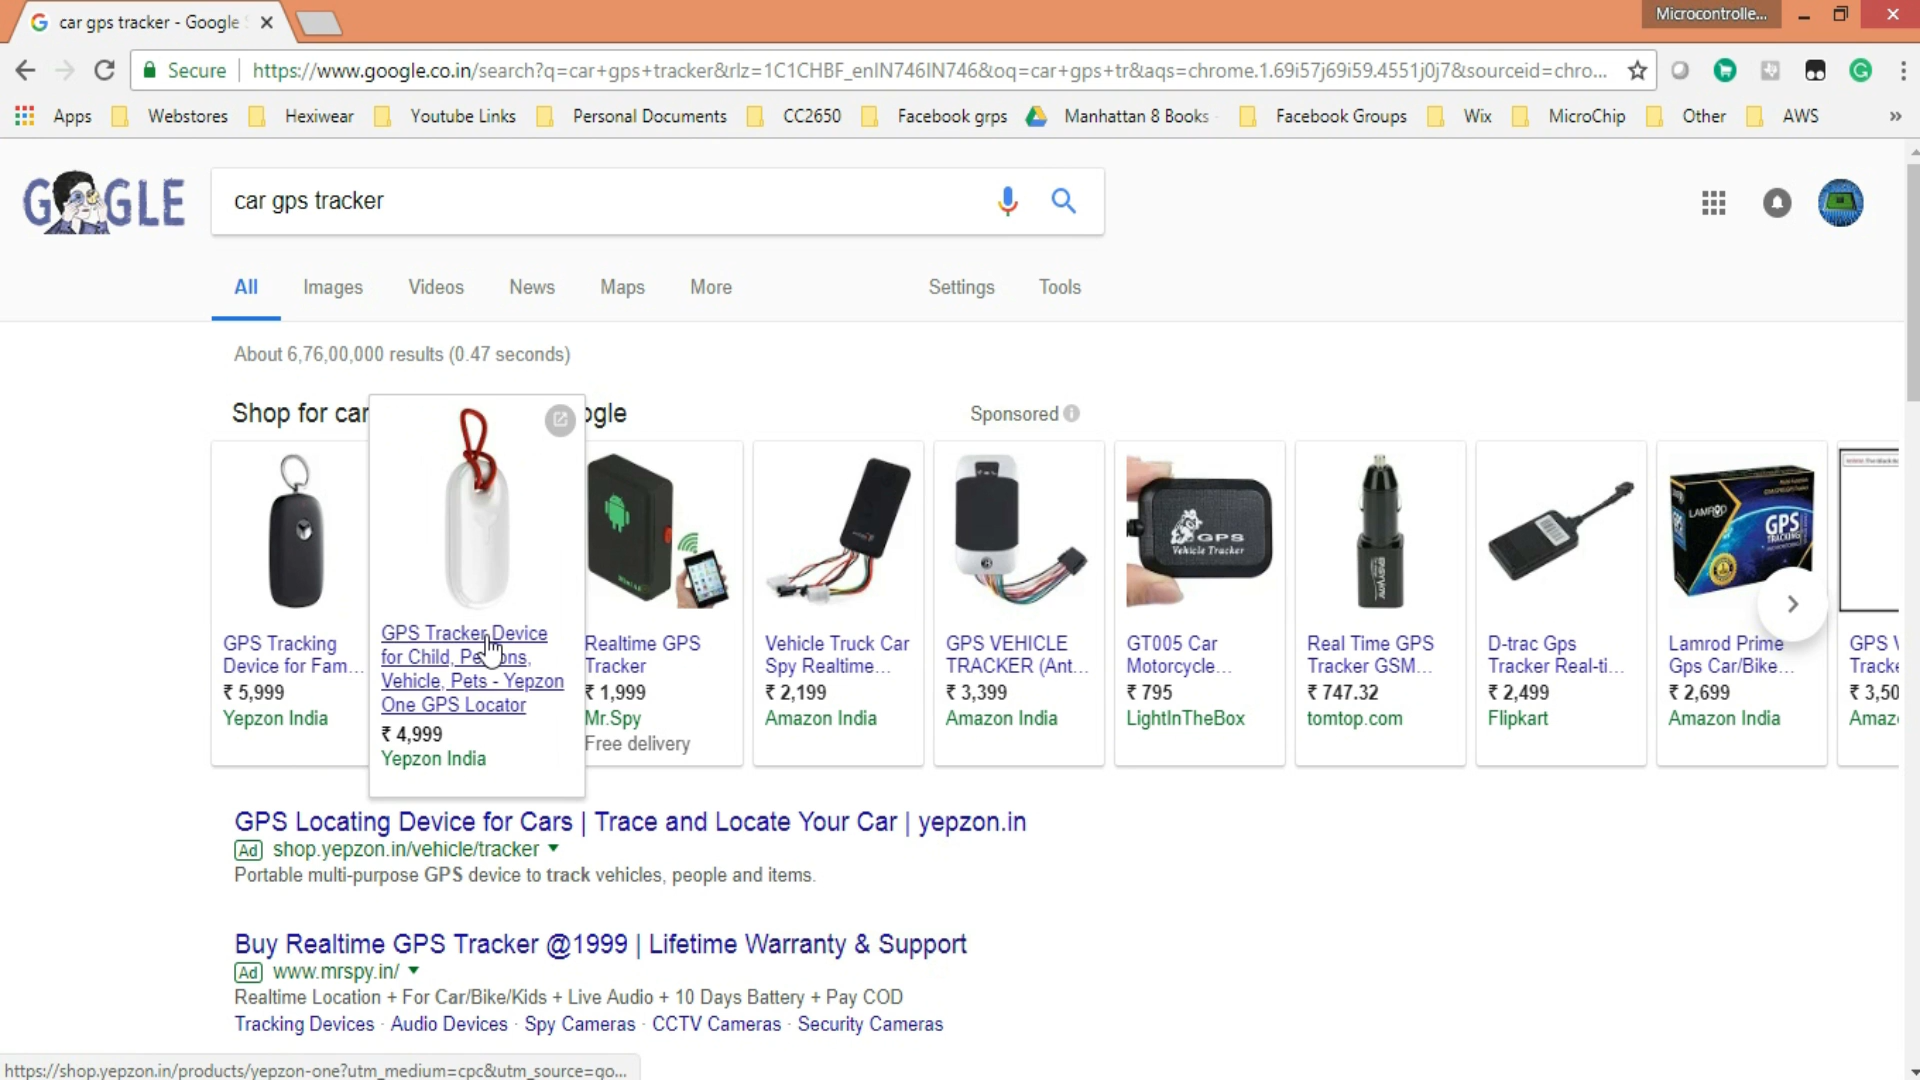 car gps tracker - Google
Microcontrolle...
Secure https://www.google.co.in/search?q=car+gps+tracker&rlz=1C1CHBF_enIN746IN746&oq=car+gps+tr&aqs=chrome.1.69i57j69i59.4551j0j7&sourceid=chro...
Apps Webstores Hexiwear Youtube Links Personal Documents CC2650 Facebook grps Manhattan 8 Books Facebook Groups Wix MicroChip Other AWS »
GOOGLE
car gps tracker
All Images Videos News Maps More Settings Tools
About 6,76,00,000 results (0.47 seconds)
Shop for car ogle
Sponsored
GPS Tracking
Device for Fam...
₹ 5,999
Yepzon India
GPS Tracker Device
for Child, Persons,
Vehicle, Pets - Yepzon
One GPS Locator
₹ 4,999
Yepzon India
Realtime GPS
Tracker
₹ 1,999
Mr.Spy
Free delivery
Vehicle Truck Car
Spy Realtime...
₹ 2,199
Amazon India
GPS VEHICLE
TRACKER (Ant...
₹ 3,399
Amazon India
GPS
Vehicle Tracker
GT005 Car
Motorcycle...
₹ 795
LightInTheBox
Real Time GPS
Tracker GSM...
₹ 747.32
tomtop.com
D-trac Gps
Tracker Real-ti...
₹ 2,499
Flipkart
LAMROD
GPS
TRACKING
Lamrod Prime
Gps Car/Bike...
₹ 2,699
Amazon India
GPS V
Tracke
₹ 3,50
Amazo
GPS Locating Device for Cars | Trace and Locate Your Car | yepzon.in
Ad shop.yepzon.in/vehicle/tracker
Portable multi-purpose GPS device to track vehicles, people and items.
Buy Realtime GPS Tracker @1999 | Lifetime Warranty & Support
Ad www.mrspy.in/
Realtime Location + For Car/Bike/Kids + Live Audio + 10 Days Battery + Pay COD
Tracking Devices · Audio Devices · Spy Cameras · CCTV Cameras · Security Cameras
https://shop.yepzon.in/products/yepzon-one?utm_medium=cpc&utm_source=go...